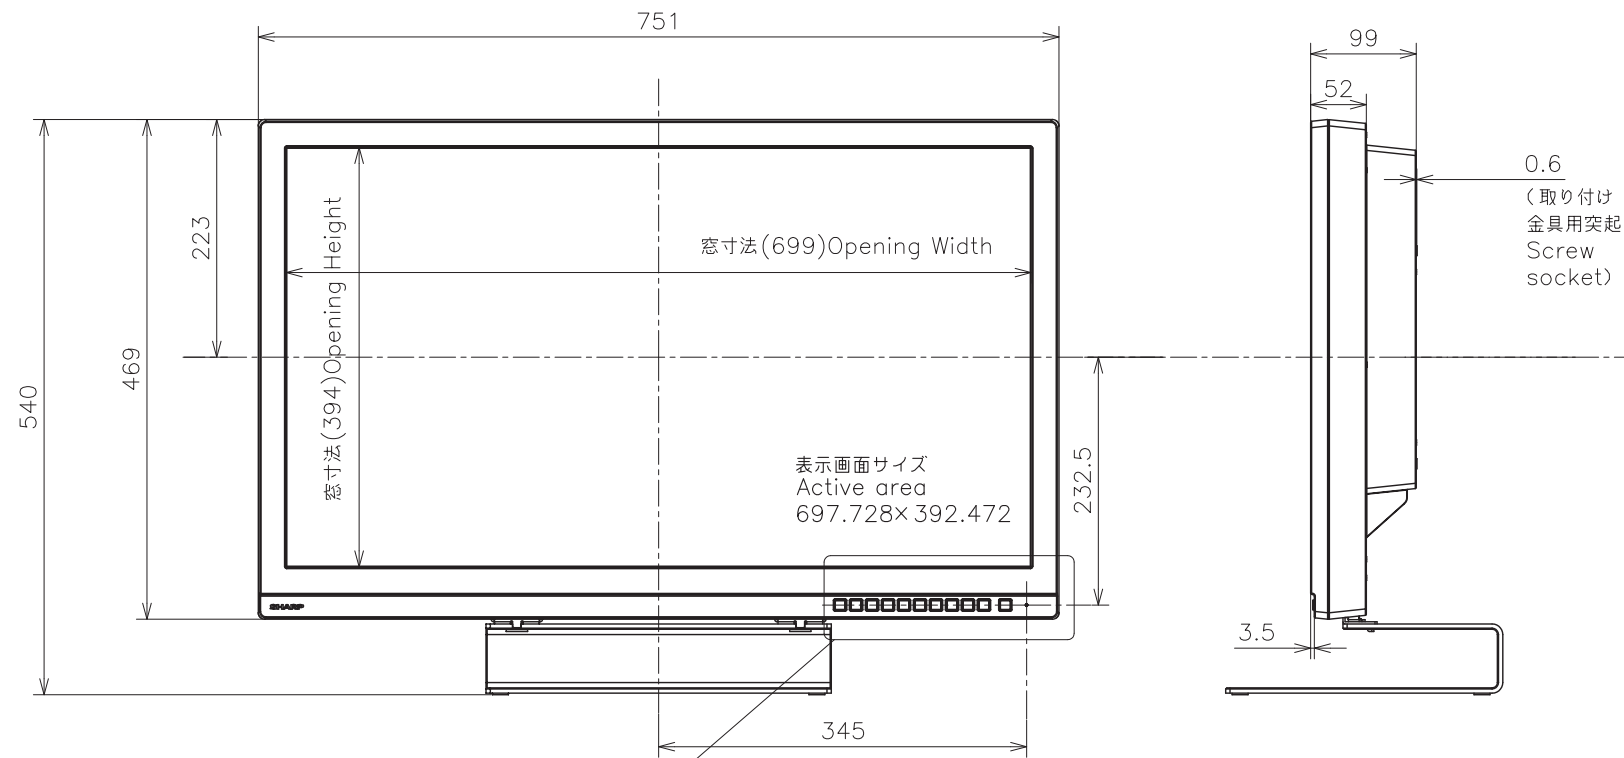 751
99
52
0.6
(取り付け
金具用突起
Screw
socket)
223
窓寸法(699)Opening Width
窓寸法(394)Opening Height
469
540
232.5
表示画面サイズ
Active area
697.728×392.472
SHARP
3.5
345